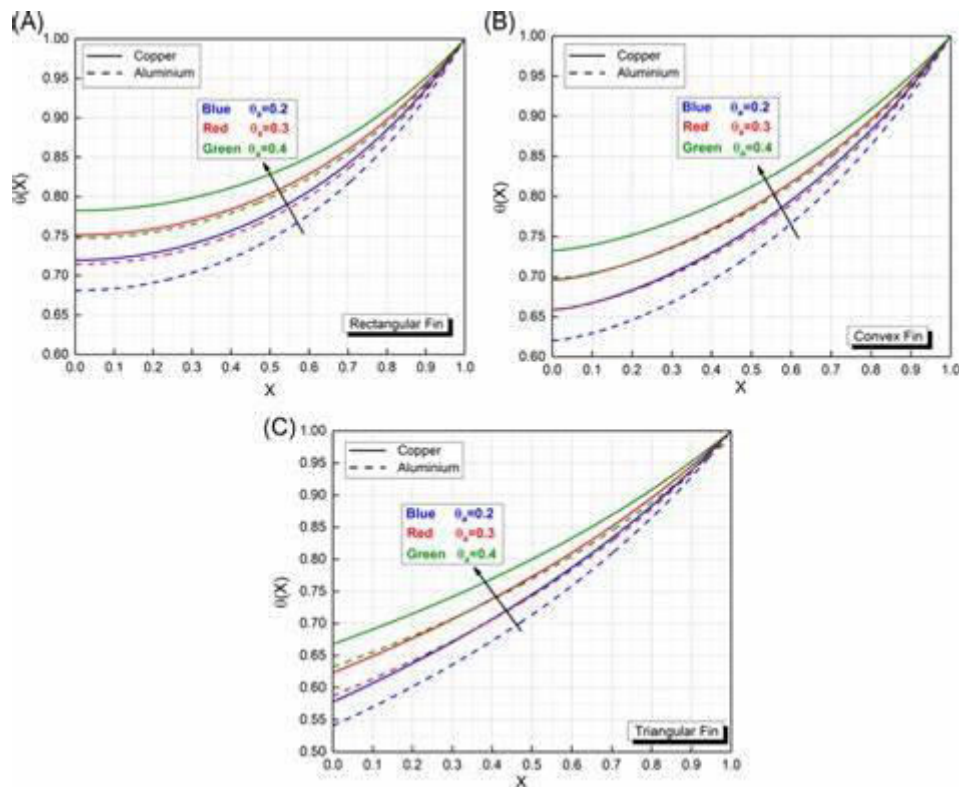 (A)
1.00
0.95
0.90
0.85
0.80
0.75
0.70
0.65
0.60
θ(X)
Copper
Aluminium
Blue θₐ=0.2
Red θₐ=0.3
Green θₐ=0.4
Rectangular Fin
0.0 0.1 0.2 0.3 0.4 0.5 0.6 0.7 0.8 0.9 1.0
X
(B)
1.00
0.95
0.90
0.85
0.80
0.75
0.70
0.65
0.60
θ(X)
Copper
Aluminium
Blue θₐ=0.2
Red θₐ=0.3
Green θₐ=0.4
Convex Fin
0.0 0.1 0.2 0.3 0.4 0.5 0.6 0.7 0.8 0.9 1.0
X
(C)
1.00
0.95
0.90
0.85
0.80
0.75
0.70
0.65
0.60
0.55
0.50
θ(X)
Copper
Aluminium
Blue θₐ=0.2
Red θₐ=0.3
Green θₐ=0.4
Triangular Fin
0.0 0.1 0.2 0.3 0.4 0.5 0.6 0.7 0.8 0.9 1.0
X